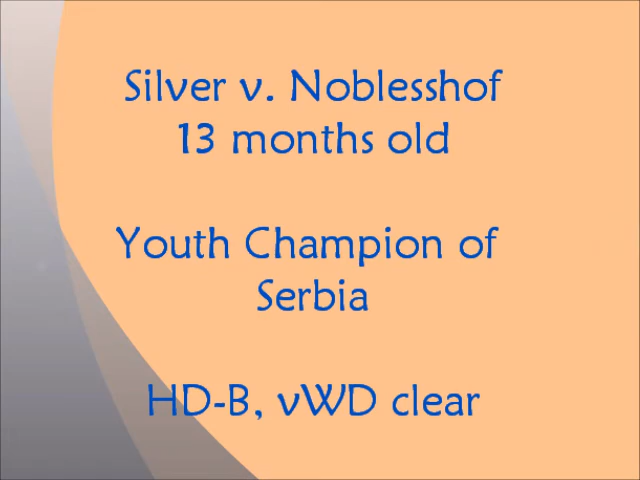 Silver v. Noblesshof
13 months old
Youth Champion of
Serbia
HD-B, vWD clear